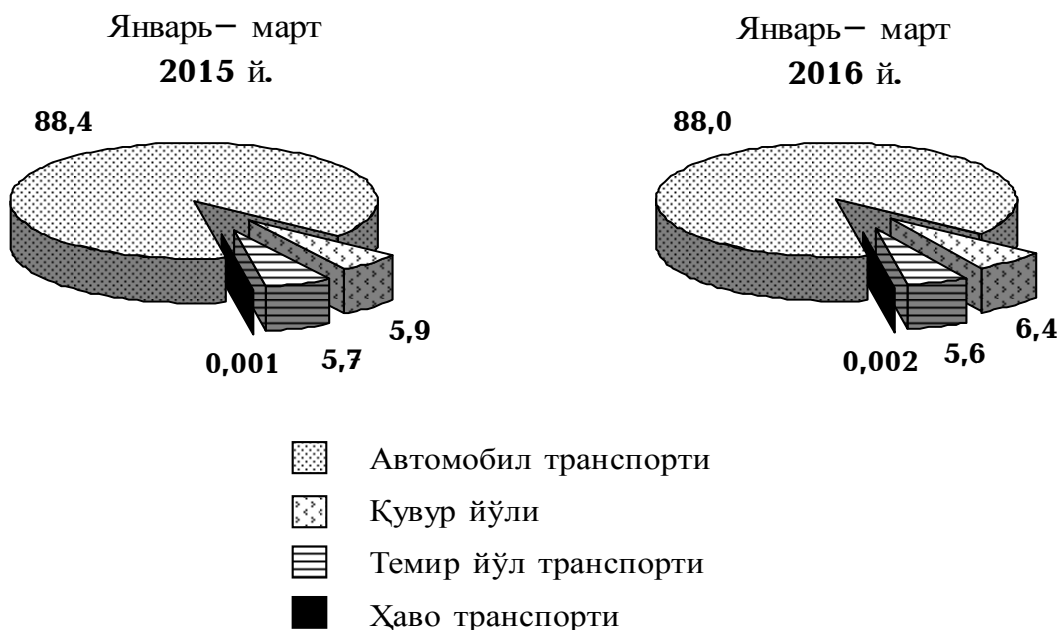 Январь– март
2015 й.
88,4
5,9
5,7
0,001
Январь– март
2016 й.
88,0
6,4
5,6
0,002
Автомобил транспорти
Қувур йўли
Темир йўл транспорти
Ҳаво транспорти